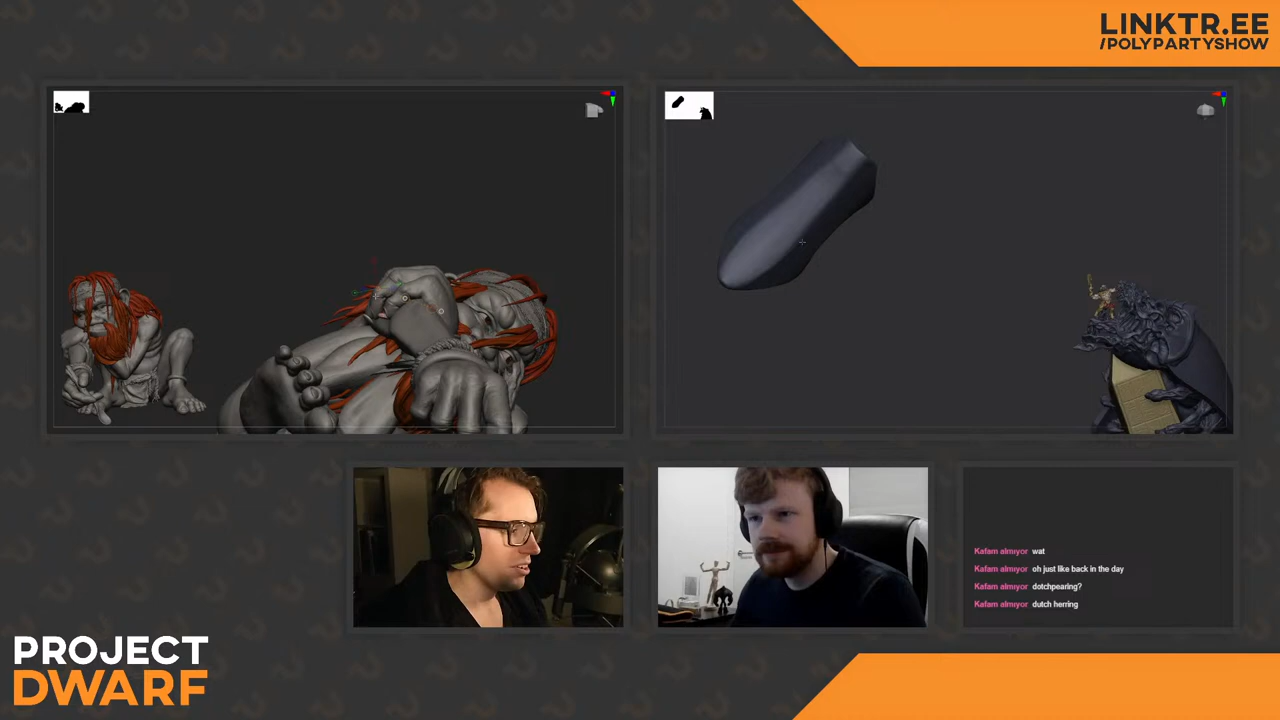 LINKTR.EE
/POLYPARTYSHOW
Kafam almıyor wat
Kafam almıyor oh just like back in the day
Kafam almıyor dotchpearing?
Kafam almıyor dutch herring
PROJECT
DWARF